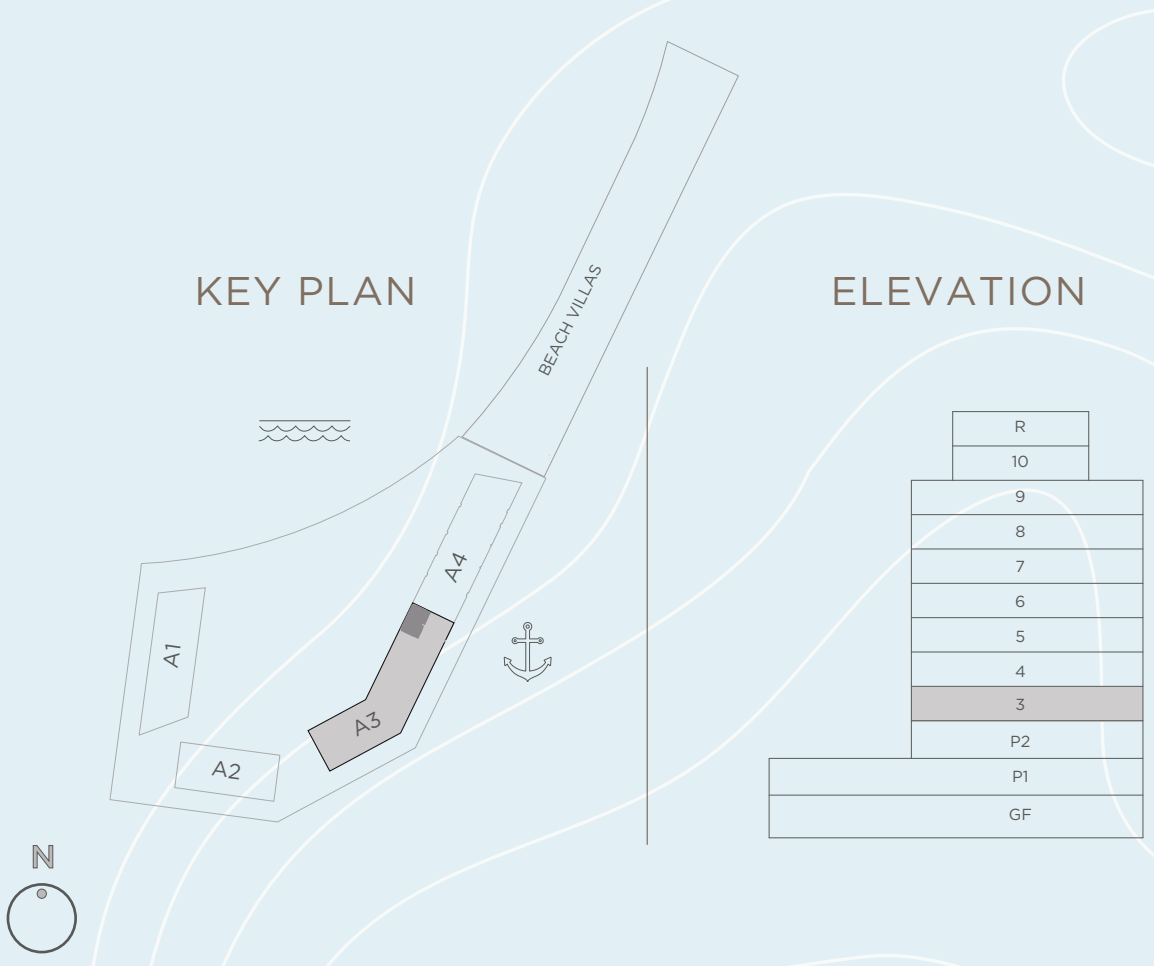 KEY PLAN
BEACH VILLAS
A4
A1
A3
A2
N
ELEVATION
R
10
9
8
7
6
5
4
3
P2
P1
GF